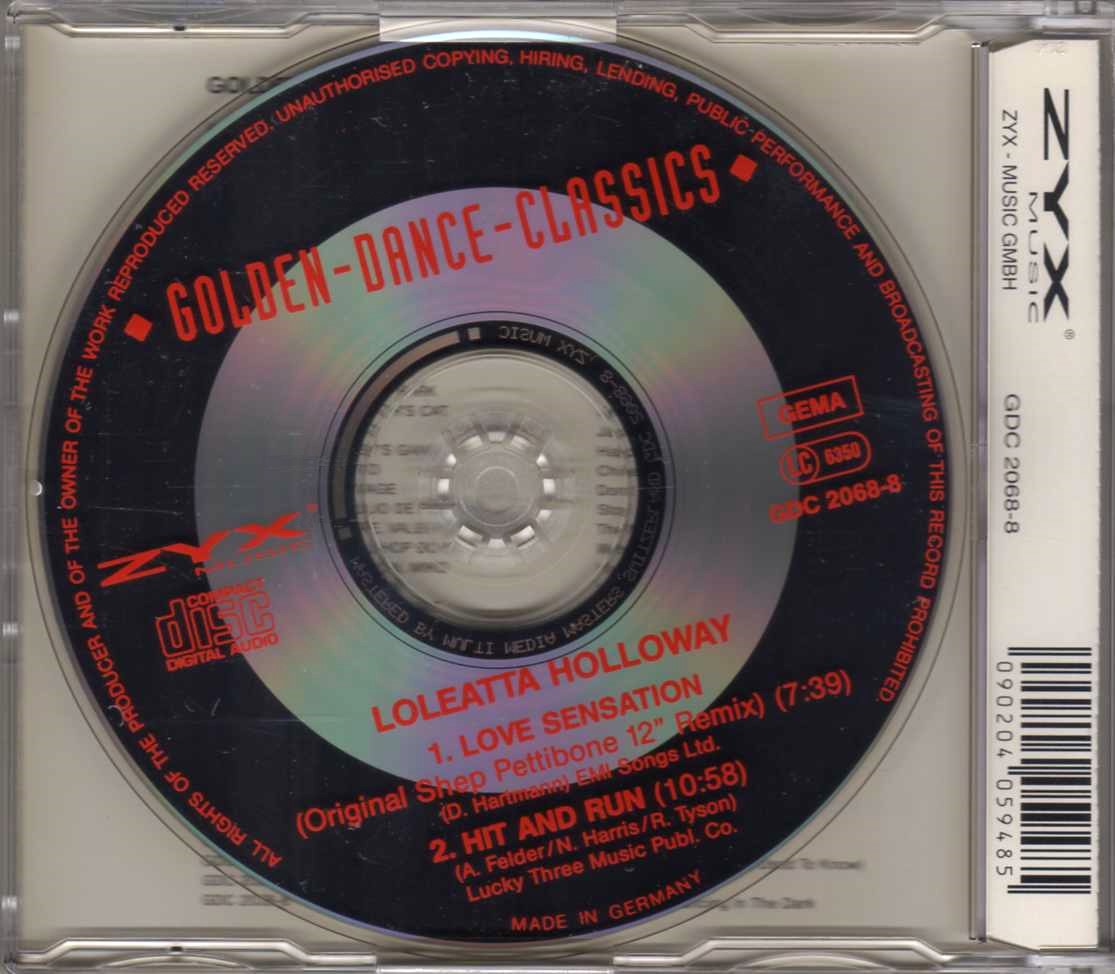 ALL RIGHTS OF THE PRODUCER AND OF THE OWNER OF THE WORK REPRODUCED RESERVED. UNAUTHORISED COPYING, HIRING, LENDING, PUBLIC-PERFORMANCE AND BROADCASTING OF THIS RECORD PROHIBITED
GOLDEN-DANCE-CLASSICS
GEMA
LC 6350
GDC 2068-8
ZYX
COMPACT
disc
DIGITAL AUDIO
LOLEATTA HOLLOWAY
1. LOVE SENSATION
(Original Shep Pettibone 12" Remix) (7:39)
(D. Hartmann) EMI Songs Ltd.
2. HIT AND RUN (10:58)
(A. Felder/N. Harris/R. Tyson)
Lucky Three Music Publ. Co.
MADE IN GERMANY
MASTERED BY MULTI MEDIA MASTERS
ZYX MUSIC
ZYX
MUSIC
®
ZYX - MUSIC GMBH
GDC 2068-8
090204 059485